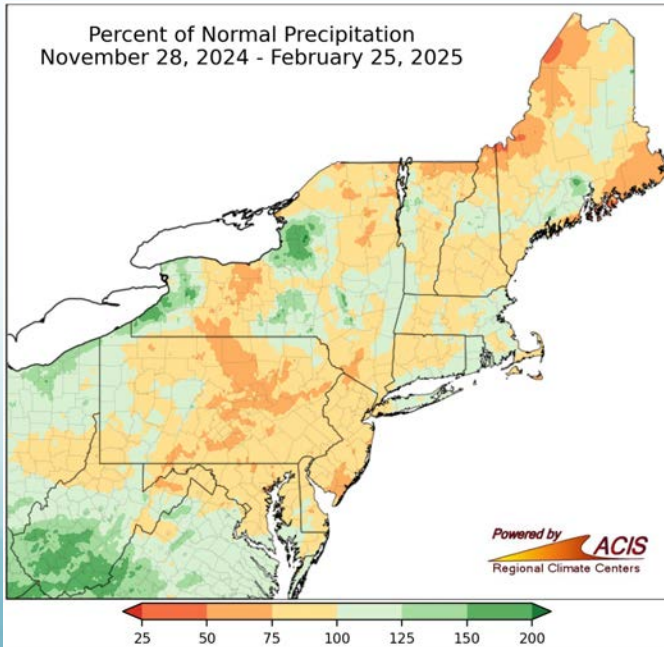 Percent of Normal Precipitation
November 28, 2024 - February 25, 2025
Powered by
ACIS
Regional Climate Centers
25 50 75 100 125 150 200